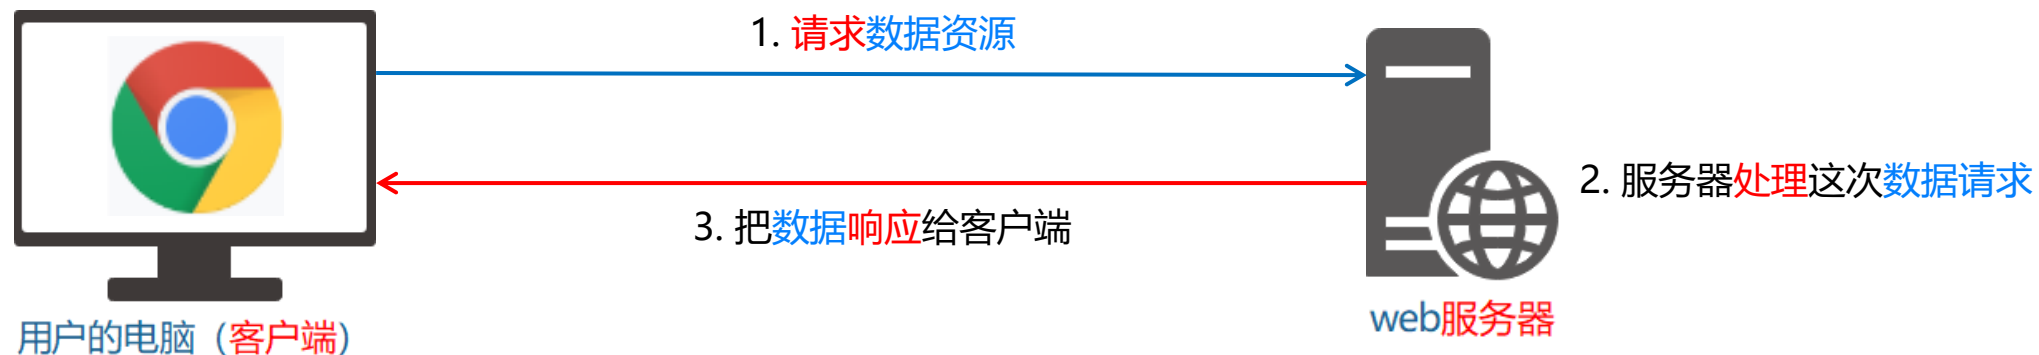 1. 请求数据资源
2. 服务器处理这次数据请求
3. 把数据响应给客户端
用户的电脑（客户端）
web服务器